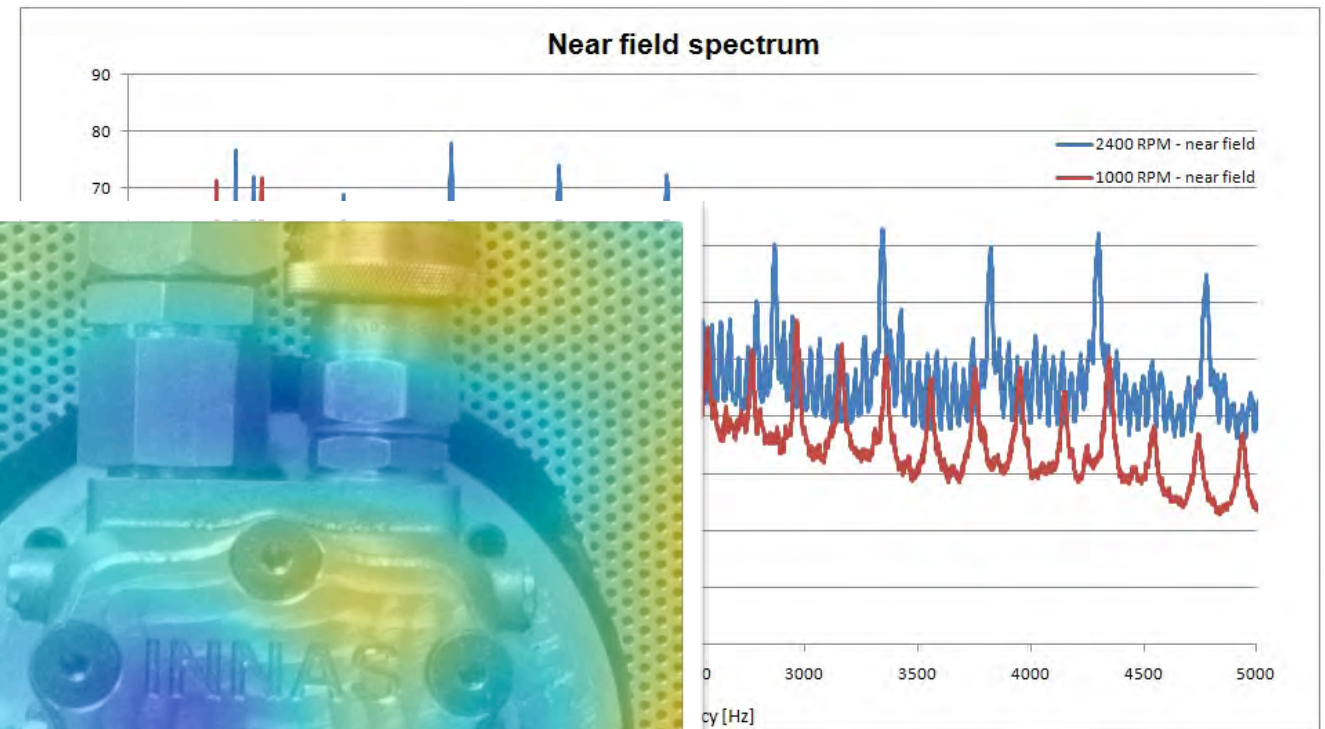 Near field spectrum
90
80
2400 RPM - near field
70
1000 RPM - near field
INNAS
0
3000
3500
4000
4500
5000
cy [Hz]